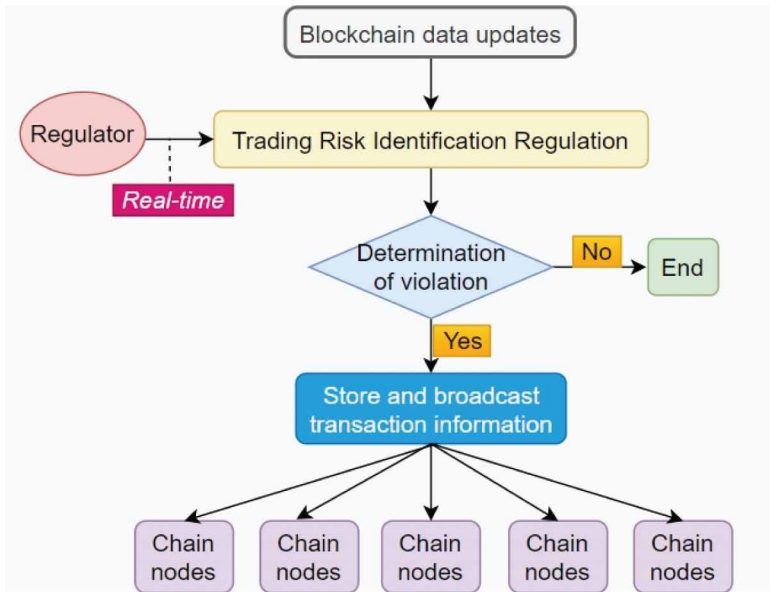 Blockchain data updates
Regulator
Trading Risk Identification Regulation
Real-time
Determination
of violation
No
End
Yes
Store and broadcast
transaction information
Chain
nodes
Chain
nodes
Chain
nodes
Chain
nodes
Chain
nodes